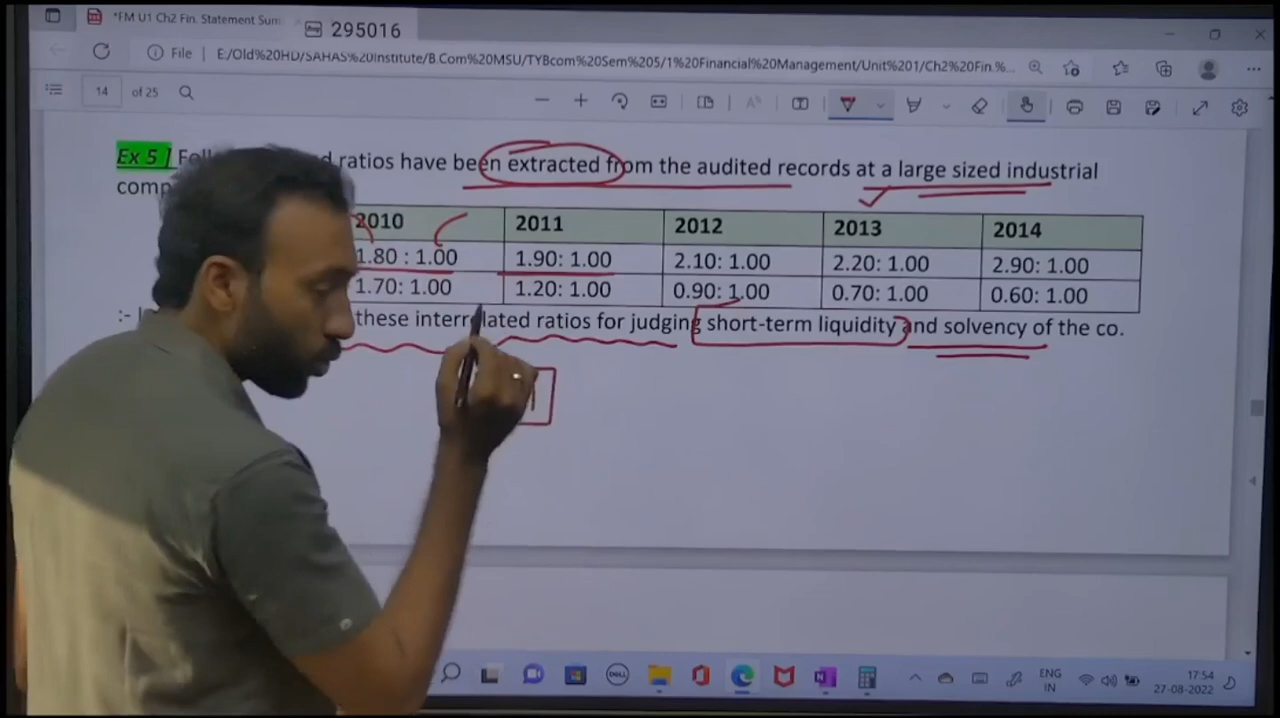 *FM U1 Ch2 Fin. Statement Sum
295016
File | E:/Old%20HD/SAHAS%20Institute/B.Com%20MSU/TYBcom%20Sem%205/1%20Financial%20Management/Unit%201/Ch2%20Fin.%...
14 of 25
Ex 5] ratios have been extracted from the audited records at a large sized industrial
2010 2011 2012 2013 2014
1.80 : 1.00 1.90: 1.00 2.10: 1.00 2.20: 1.00 2.90: 1.00
1.70: 1.00 1.20: 1.00 0.90: 1.00 0.70: 1.00 0.60: 1.00
:- these interrelated ratios for judging short-term liquidity and solvency of the co.
DELL
ENG
IN
17:54
27-08-2022